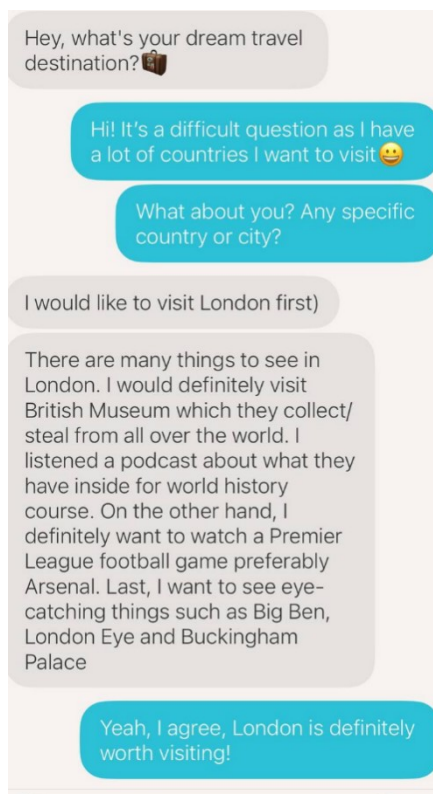 Hey, what's your dream travel
destination?🧳
Hi! It's a difficult question as I have
a lot of countries I want to visit😀
What about you? Any specific
country or city?
I would like to visit London first)
There are many things to see in
London. I would definitely visit
British Museum which they collect/
steal from all over the world. I
listened a podcast about what they
have inside for world history
course. On the other hand, I
definitely want to watch a Premier
League football game preferably
Arsenal. Last, I want to see eye-
catching things such as Big Ben,
London Eye and Buckingham
Palace
Yeah, I agree, London is definitely
worth visiting!